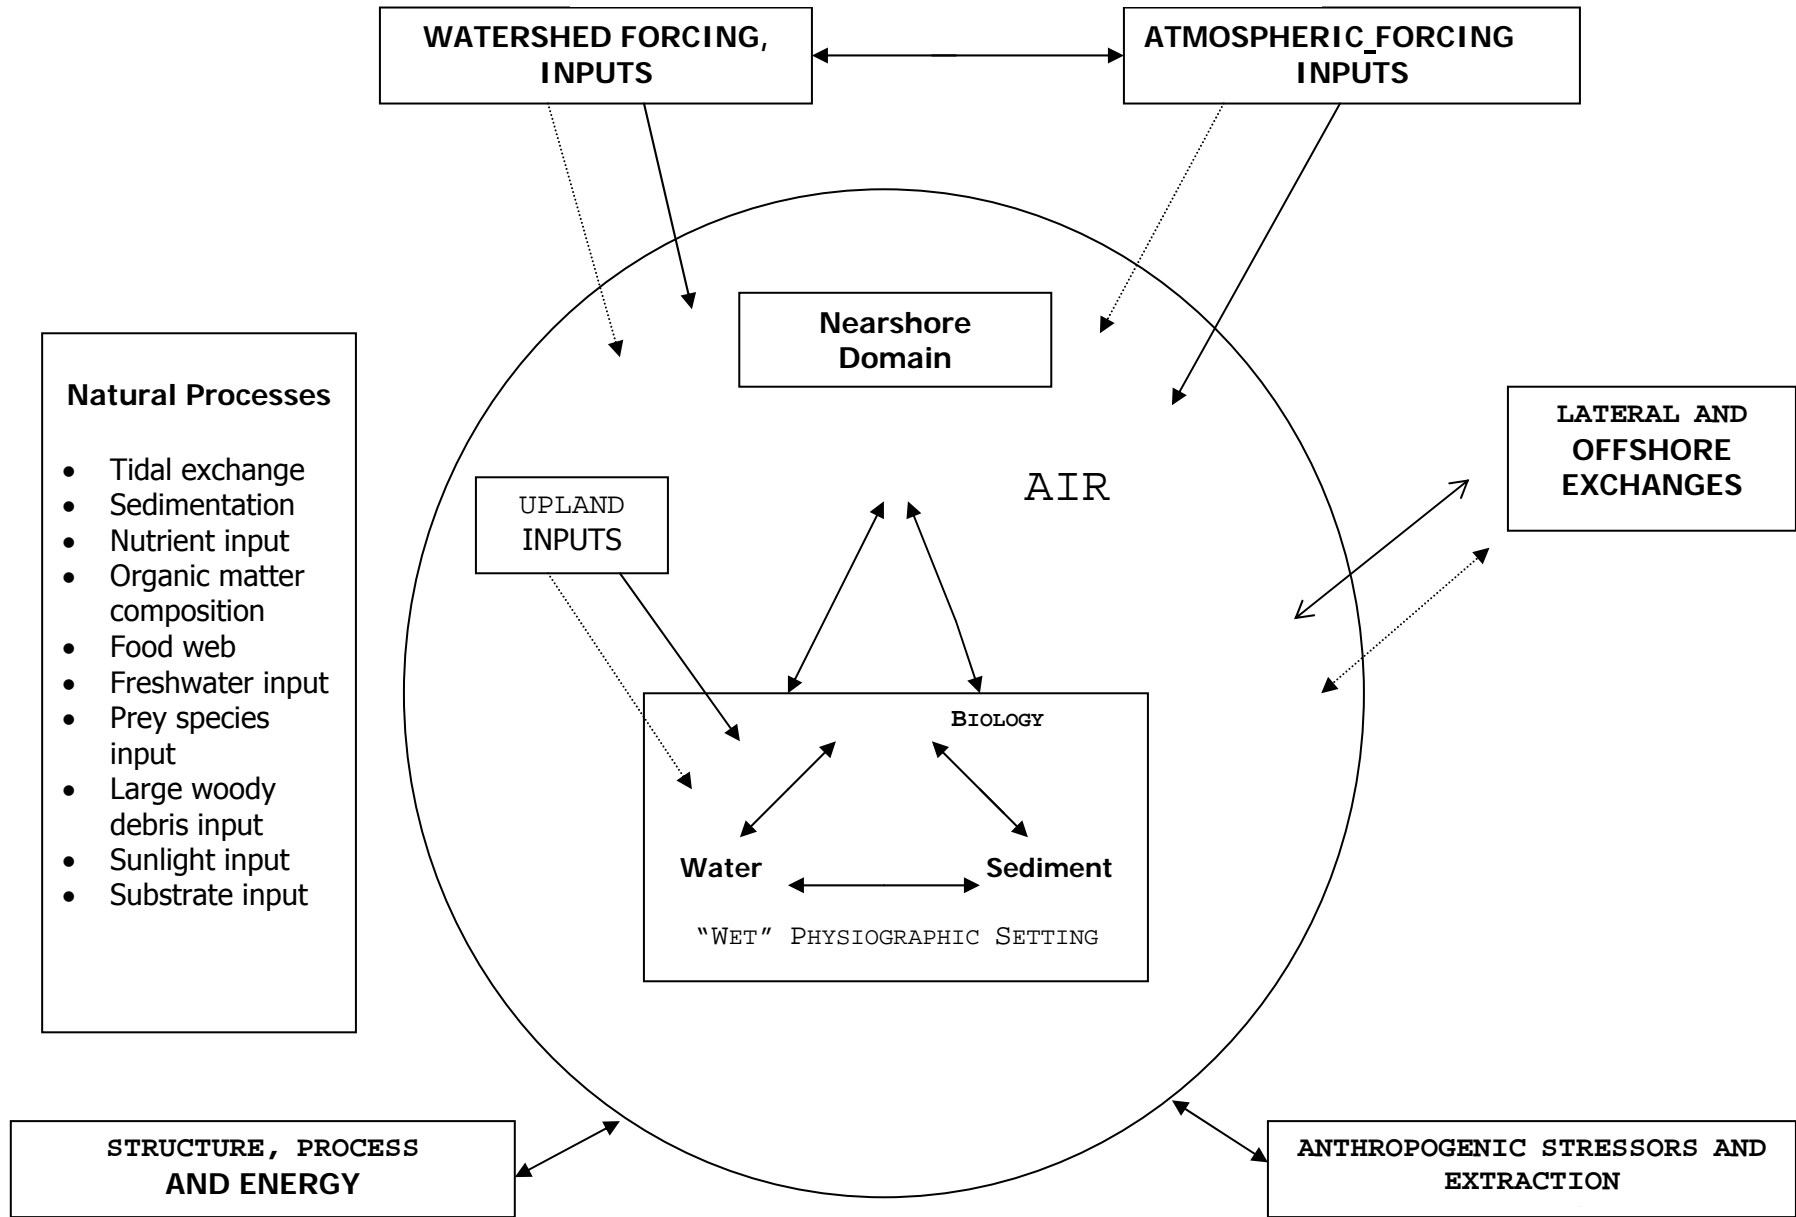 WATERSHED FORCING,
INPUTS
ATMOSPHERIC_FORCING
INPUTS
Nearshore
Domain
Natural Processes
• Tidal exchange
• Sedimentation
• Nutrient input
• Organic matter
composition
• Food web
• Freshwater input
• Prey species
input
• Large woody
debris input
• Sunlight input
• Substrate input
LATERAL AND
OFFSHORE
EXCHANGES
AIR
UPLAND
INPUTS
BIOLOGY
Water
Sediment
“WET” PHYSIOGRAPHIC SETTING
STRUCTURE, PROCESS
AND ENERGY
ANTHROPOGENIC STRESSORS AND
EXTRACTION